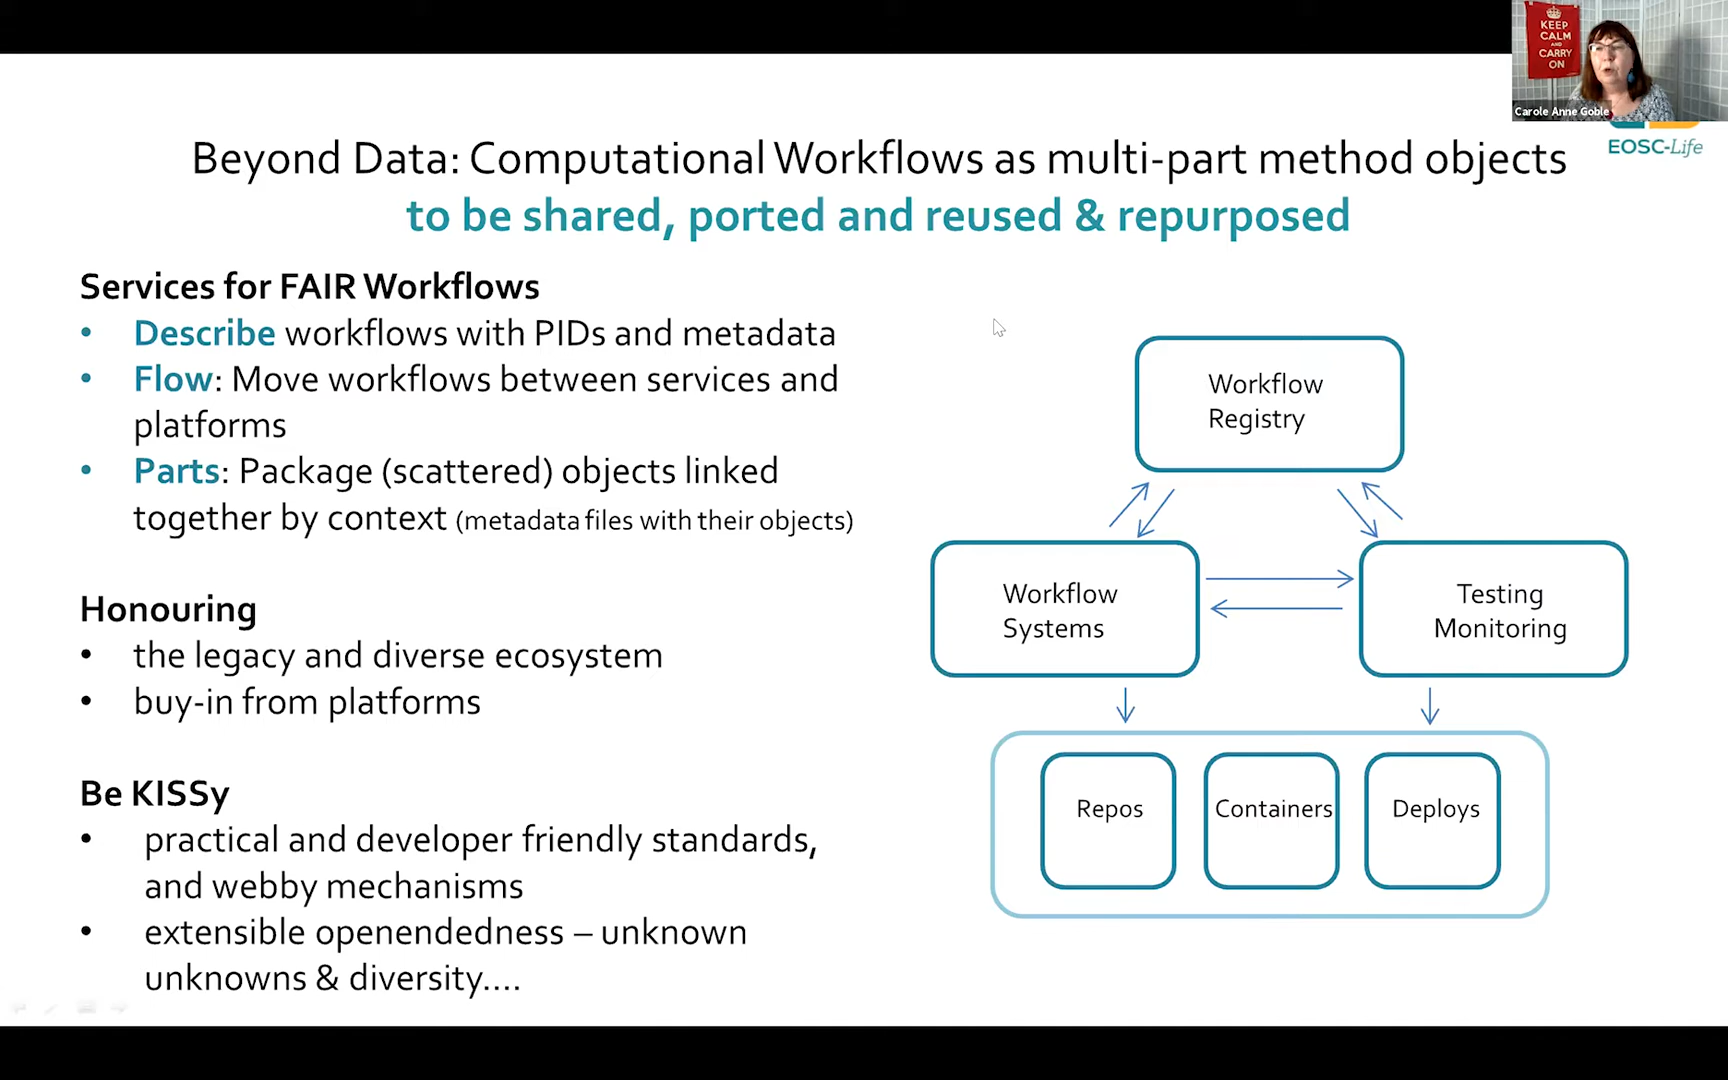 KEEP
CALM
AND
CARRY
ON
Carole Anne Goble
EOSC-Life
Beyond Data: Computational Workflows as multi-part method objects
to be shared, ported and reused & repurposed
Services for FAIR Workflows
• Describe workflows with PIDs and metadata
• Flow: Move workflows between services and
platforms
• Parts: Package (scattered) objects linked
together by context (metadata files with their objects)
Honouring
• the legacy and diverse ecosystem
• buy-in from platforms
Be KISSy
• practical and developer friendly standards,
and webby mechanisms
• extensible openendedness – unknown
unknowns & diversity....
Workflow
Registry
Workflow
Systems
Testing
Monitoring
Repos
Containers
Deploys